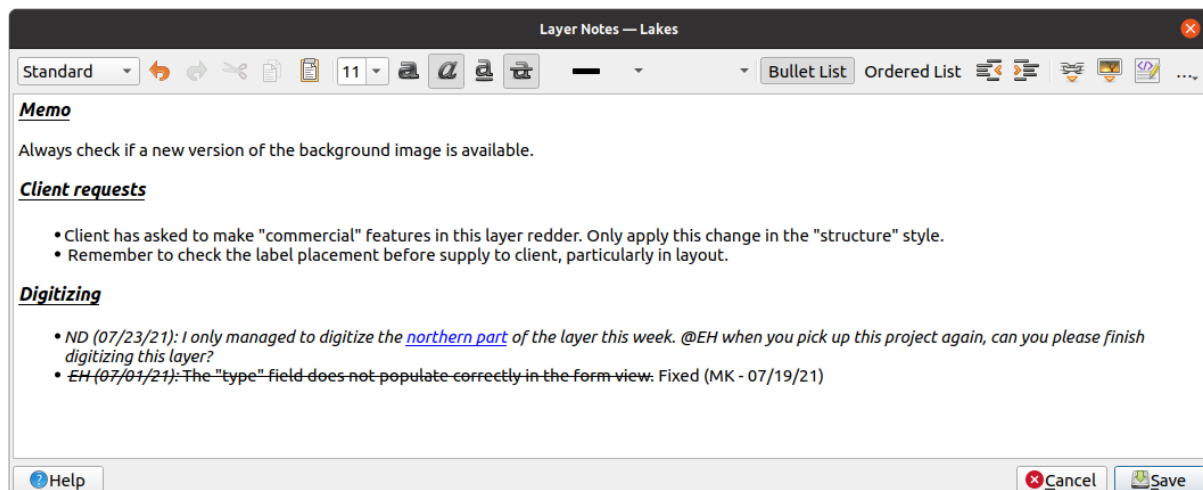 Layer Notes — Lakes
Standard 11 Bullet List Ordered List ...
Memo
Always check if a new version of the background image is available.
Client requests
• Client has asked to make "commercial" features in this layer redder. Only apply this change in the "structure" style.
• Remember to check the label placement before supply to client, particularly in layout.
Digitizing
• ND (07/23/21): I only managed to digitize the northern part of the layer this week. @EH when you pick up this project again, can you please finish
digitizing this layer?
• EH (07/01/21): The "type" field does not populate correctly in the form view. Fixed (MK - 07/19/21)
Help Cancel Save